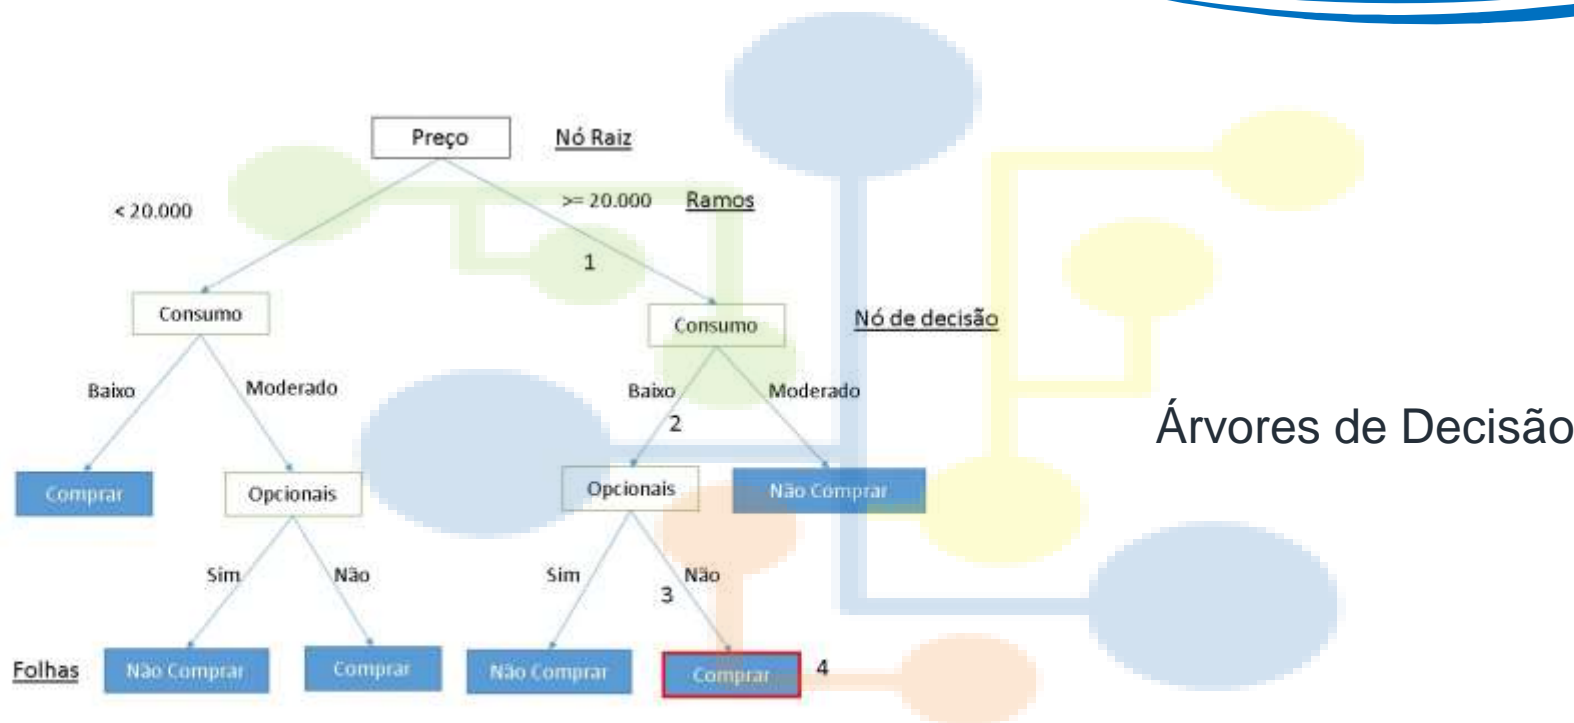 Preço Nó Raiz
< 20.000 >= 20.000 Ramos
1
Consumo Consumo Nó de decisão
Baixo Moderado Baixo Moderado
2
Árvores de Decisão
Comprar Opcionais Opcionais Não Comprar
Sim Não Sim Não
3
Folhas Não Comprar Comprar Não Comprar Comprar 4